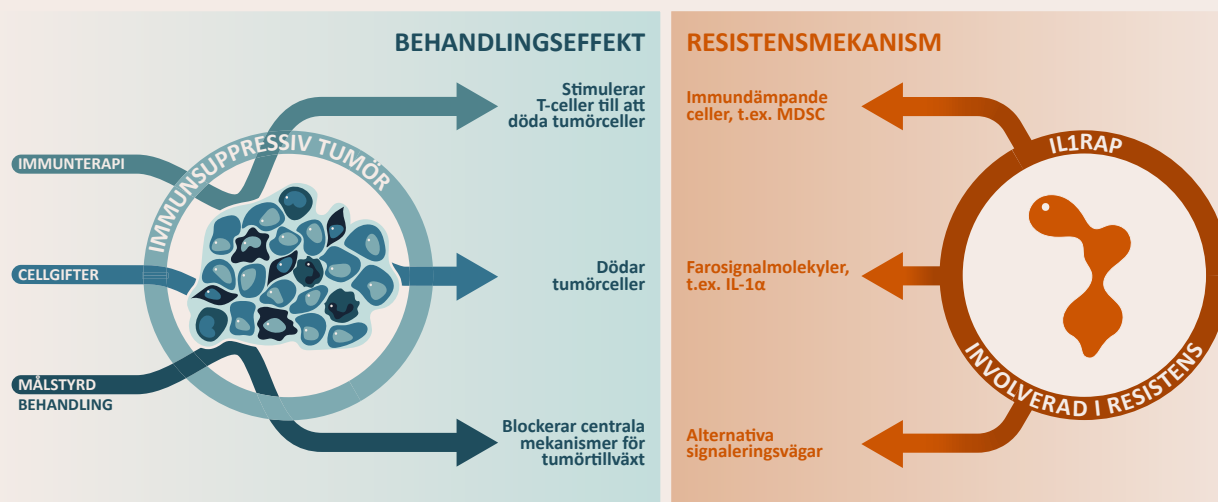 BEHANDLINGSEFFEKT
IMMUNTERAPI
CELLGIFTER
MÅLSTYRD
BEHANDLING
IMMUNSUPPRESSIV TUMÖR
Stimulerar
T-celler till att
döda tumörceller
Dödar
tumörceller
Blockerar centrala
mekanismer för
tumörtillväxt
RESISTENSMEKANISM
Immundämpande
celler, t.ex. MDSC
Farosignalmolekyler,
t.ex. IL-1α
Alternativa
signaleringsvägar
IL1RAP
INVOLVERAD I RESISTENS